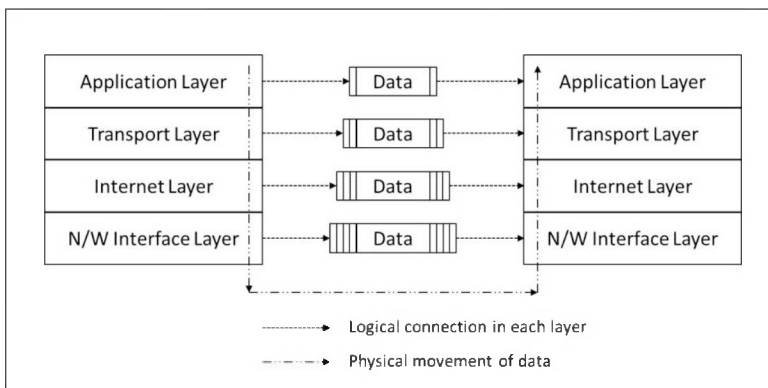 Application Layer Data Application Layer
Transport Layer Data Transport Layer
Internet Layer Data Internet Layer
N/W Interface Layer Data N/W Interface Layer
Logical connection in each layer
Physical movement of data